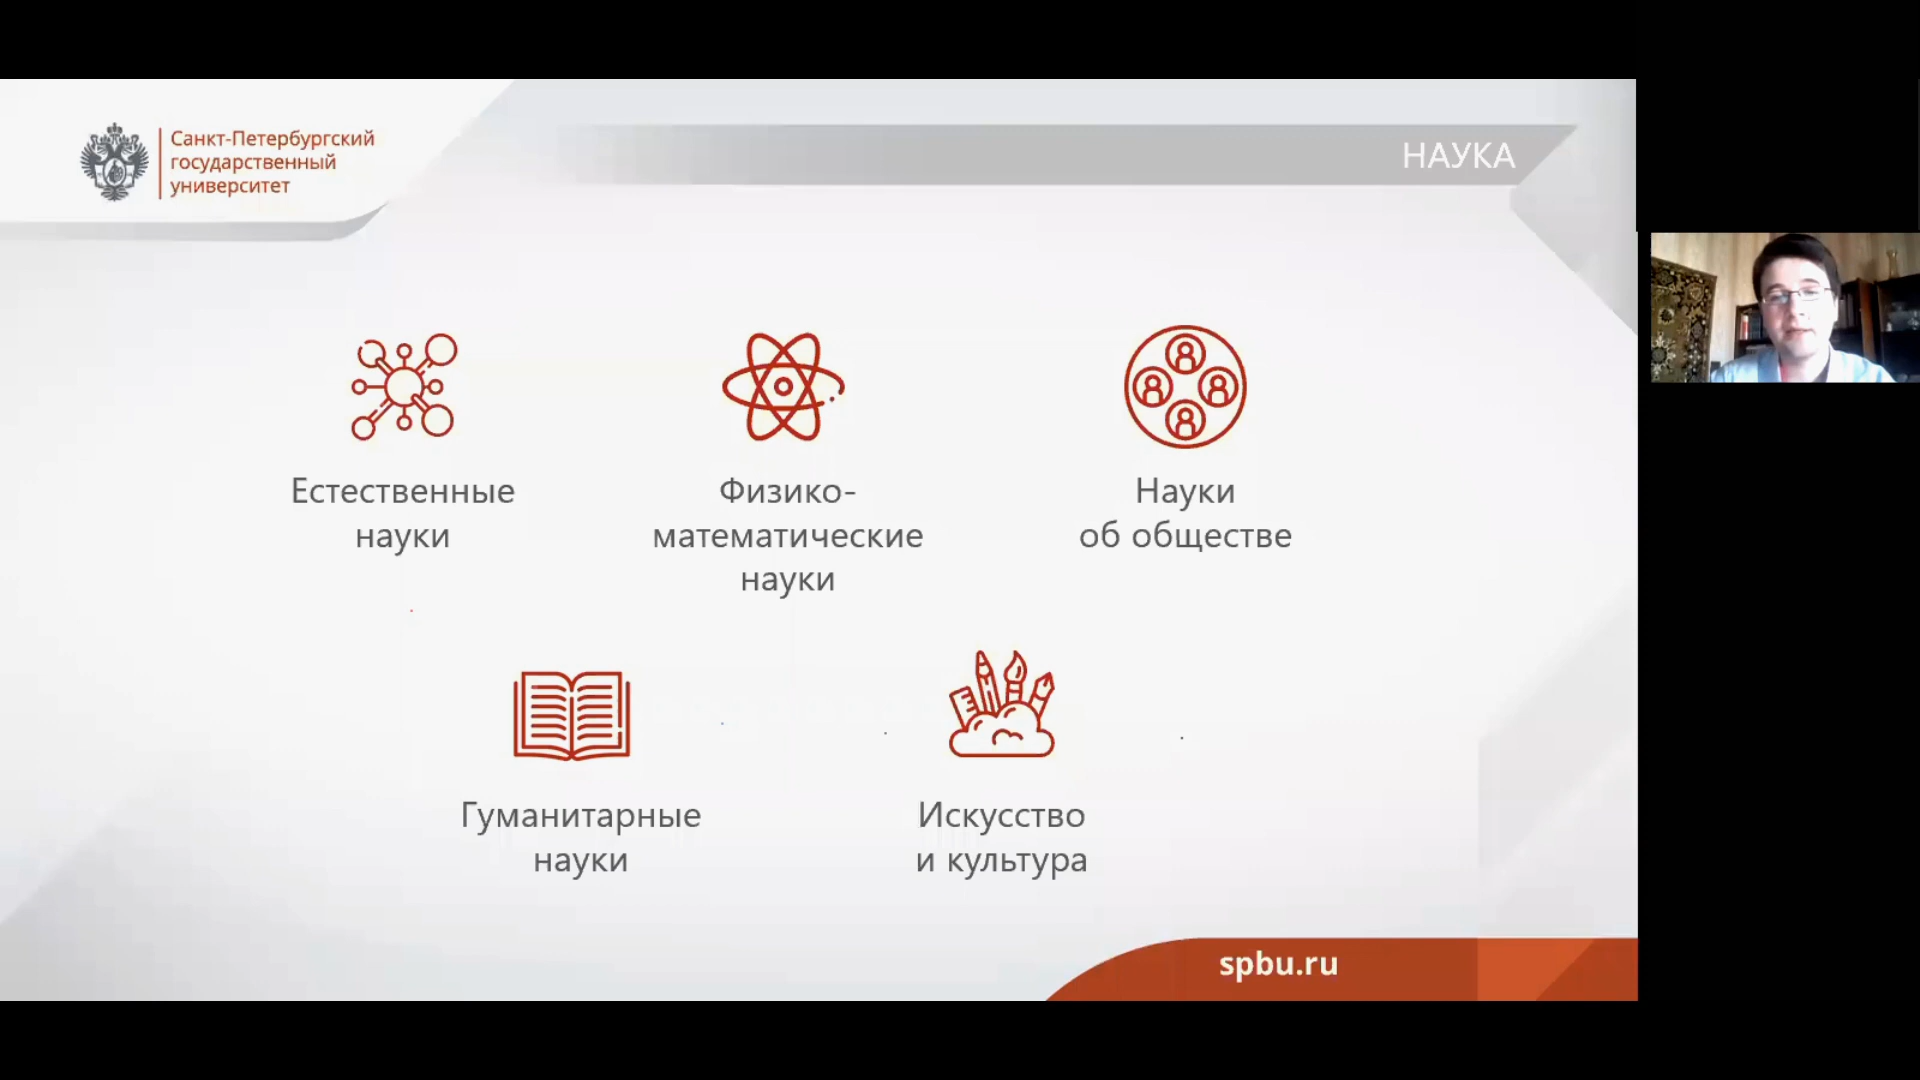 Санкт-Петербургский
государственный
университет
НАУКА
Естественные
науки
Физико-
математические
науки
Науки
об обществе
Гуманитарные
науки
Искусство
и культура
spbu.ru